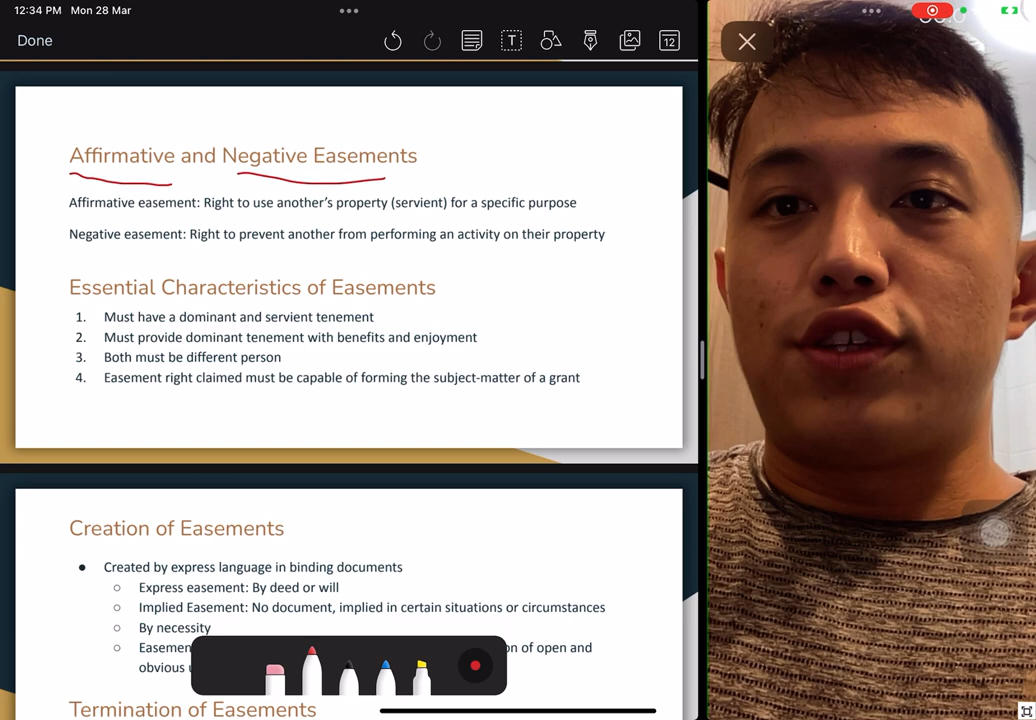 12:34 PM Mon 28 Mar
Done
12
Affirmative and Negative Easements
Affirmative easement: Right to use another’s property (servient) for a specific purpose
Negative easement: Right to prevent another from performing an activity on their property
Essential Characteristics of Easements
1. Must have a dominant and servient tenement
2. Must provide dominant tenement with benefits and enjoyment
3. Both must be different person
4. Easement right claimed must be capable of forming the subject-matter of a grant
Creation of Easements
● Created by express language in binding documents
○ Express easement: By deed or will
○ Implied Easement: No document, implied in certain situations or circumstances
○ By necessity
○ of open and
obvious
Termination of Easements